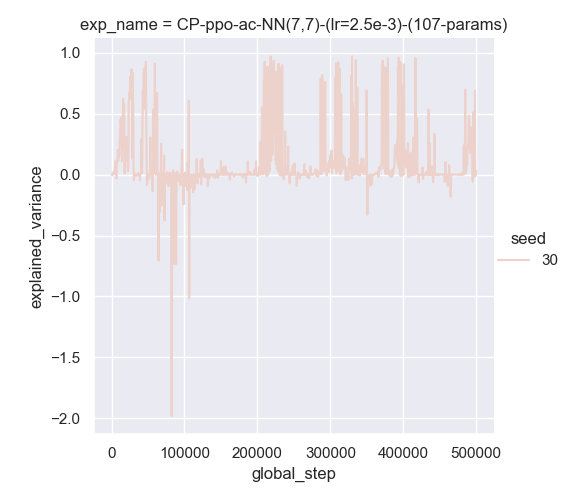 exp_name = CP-ppo-ac-NN(7,7)-(lr=2.5e-3)-(107-params)
1.0
0.5
0.0
−0.5
−1.0
−1.5
−2.0
explained_variance
0 100000 200000 300000 400000 500000
global_step
seed
30